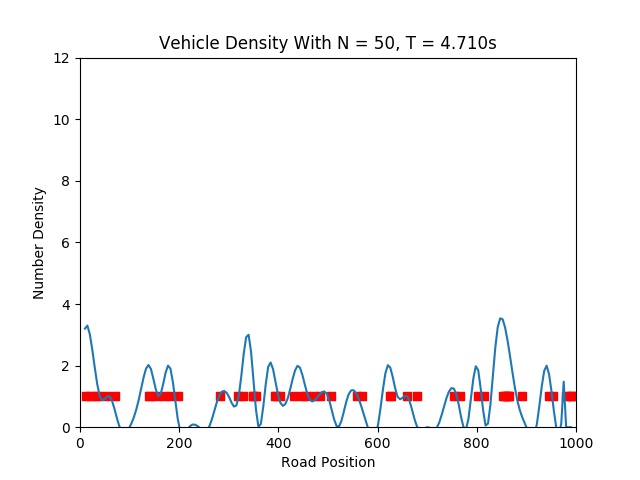 Vehicle Density With N = 50, T = 4.710s
12
10
8
6
4
2
0
Number Density
0 200 400 600 800 1000
Road Position